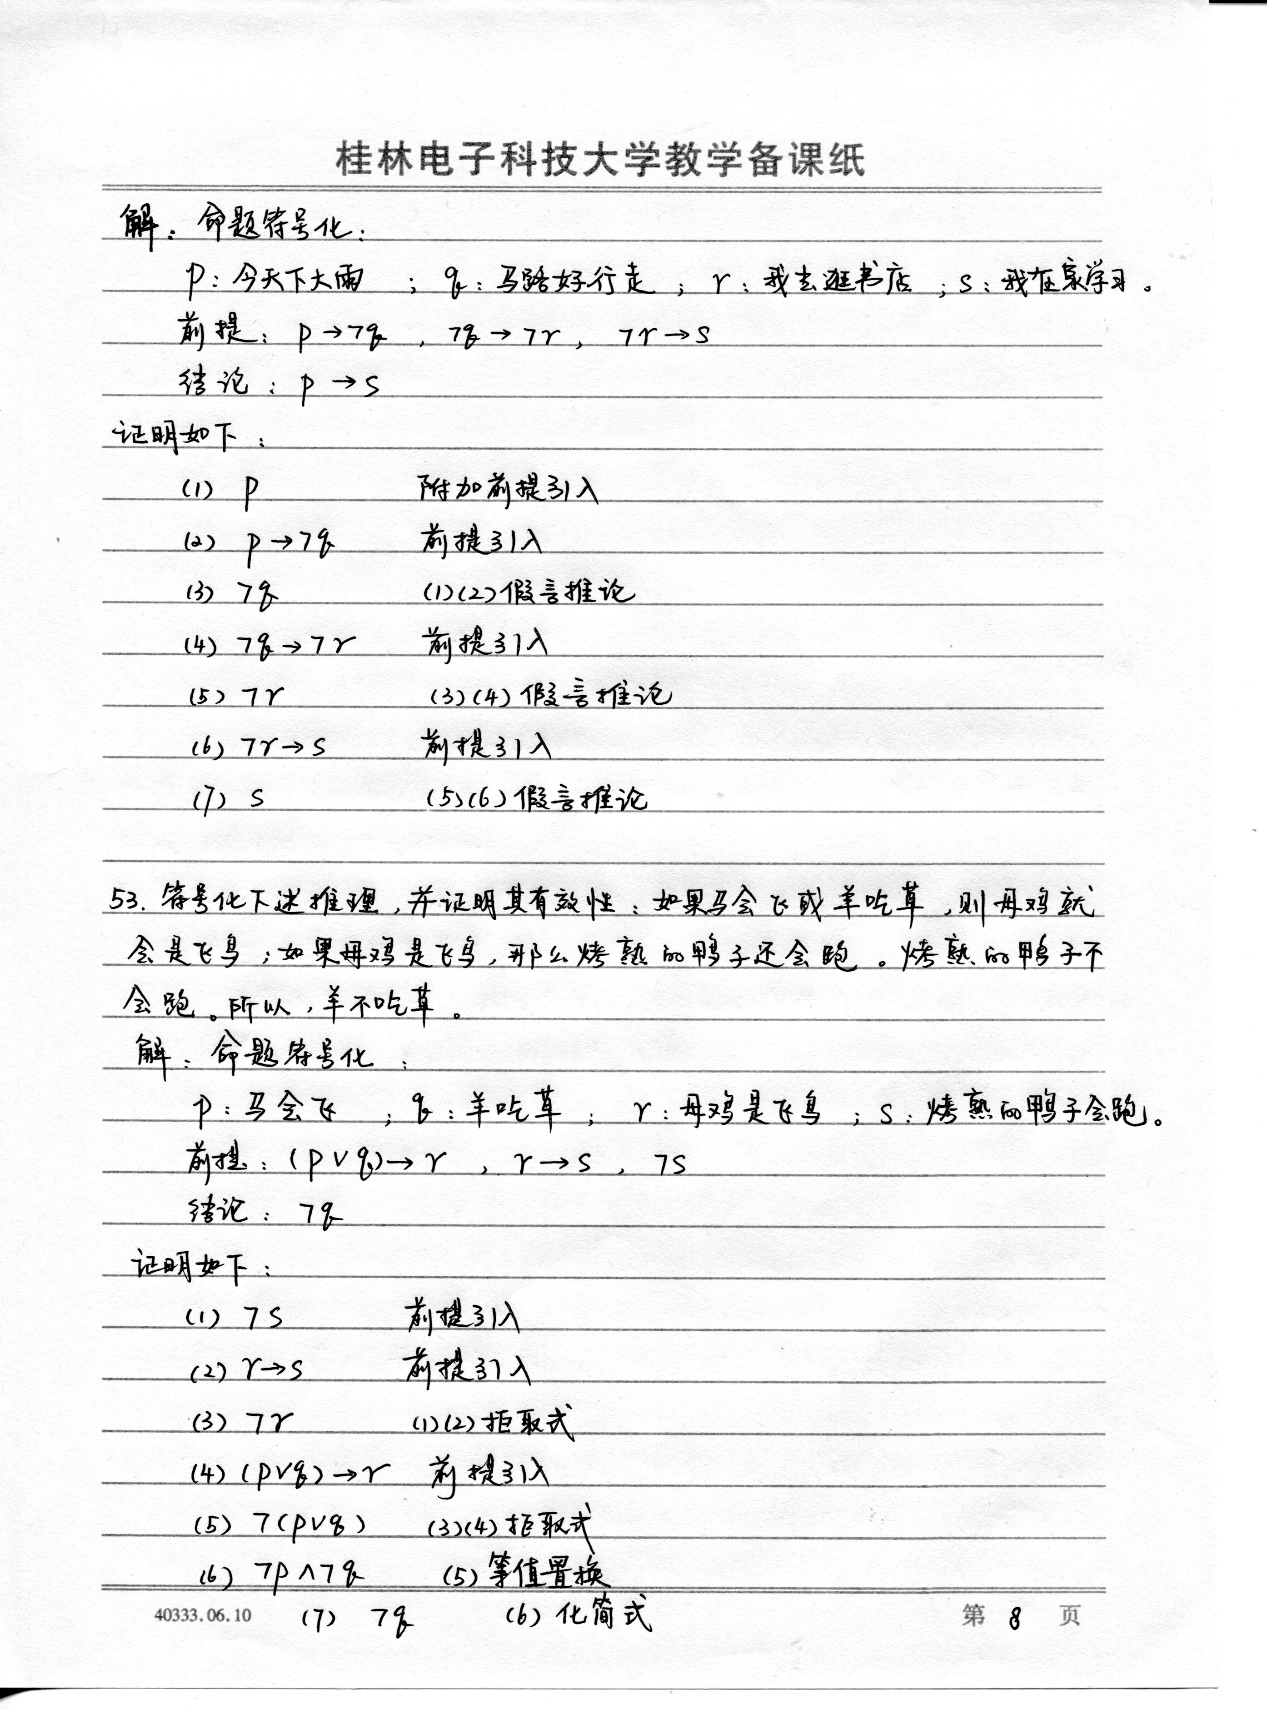 桂林电子科技大学教学备课纸
解：命题符号化：
p：今天下大雨 ；q：马路好行走 ；r：我去逛书店 ；s：我在家学习。
前提：p→¬q ，¬q→¬r， ¬r→s
结论：p→s
证明如下：
(1) p 附加前提引入
(2) p→¬q 前提引入
(3) ¬q (1)(2)假言推论
(4) ¬q→¬r 前提引入
(5) ¬r (3)(4)假言推论
(6) ¬r→s 前提引入
(7) s (5)(6)假言推论
53. 符号化下述推理，并证明其有效性：如果马会飞或羊吃草，则母鸡就
会是飞鸟；如果母鸡是飞鸟，那么烤熟的鸭子还会跑。烤熟的鸭子不
会跑。所以，羊不吃草。
解：命题符号化：
p：马会飞 ；q：羊吃草 ；r：母鸡是飞鸟 ；s：烤熟的鸭子会跑。
前提：(p∨q)→r ，r→s ，¬s
结论：¬q
证明如下：
(1) ¬s 前提引入
(2) r→s 前提引入
(3) ¬r (1)(2)拒取式
(4) (p∨q)→r 前提引入
(5) ¬(p∨q) (3)(4)拒取式
(6) ¬p∧¬q (5)等值置换
(7) ¬q (6)化简式
40333.06.10 第 8 页